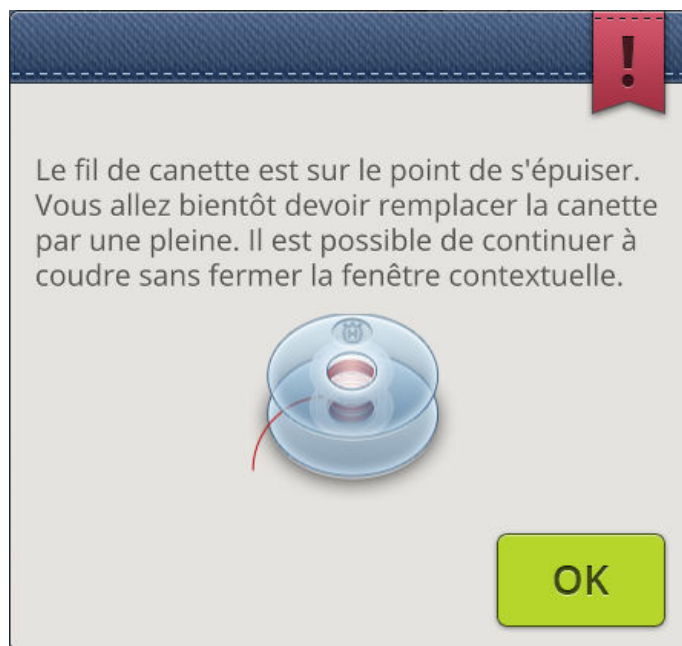 !
Le fil de canette est sur le point de s'épuiser.
Vous allez bientôt devoir remplacer la canette
par une pleine. Il est possible de continuer à
coudre sans fermer la fenêtre contextuelle.
H
OK